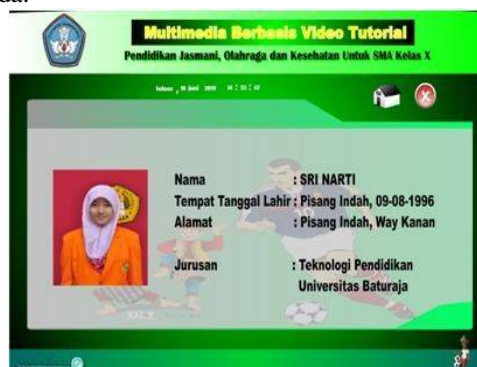 Multimedia Berbasis Video Tutorial
Pendidikan Jasmani, Olahraga dan Kesehatan Untuk SMA Kelas X
Nama : SRI NARTI
Tempat Tanggal Lahir : Pisang Indah, 09-08-1996
Alamat : Pisang Indah, Way Kanan
Jurusan : Teknologi Pendidikan
Universitas Baturaja